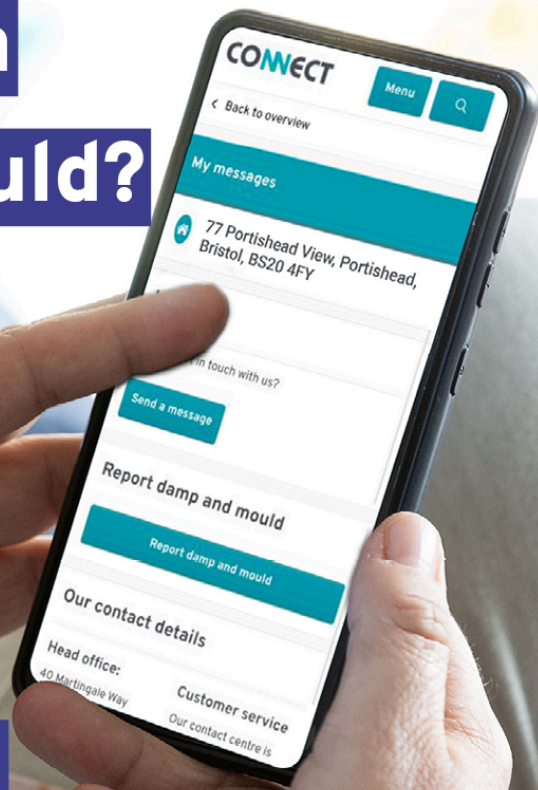 uld?
CONNECT
Menu
< Back to overview
My messages
77 Portishead View, Portishead,
Bristol, BS20 4FY
in touch with us?
Send a message
Report damp and mould
Report damp and mould
Our contact details
Head office:
40 Martingale Way
Customer service
Our contact centre is